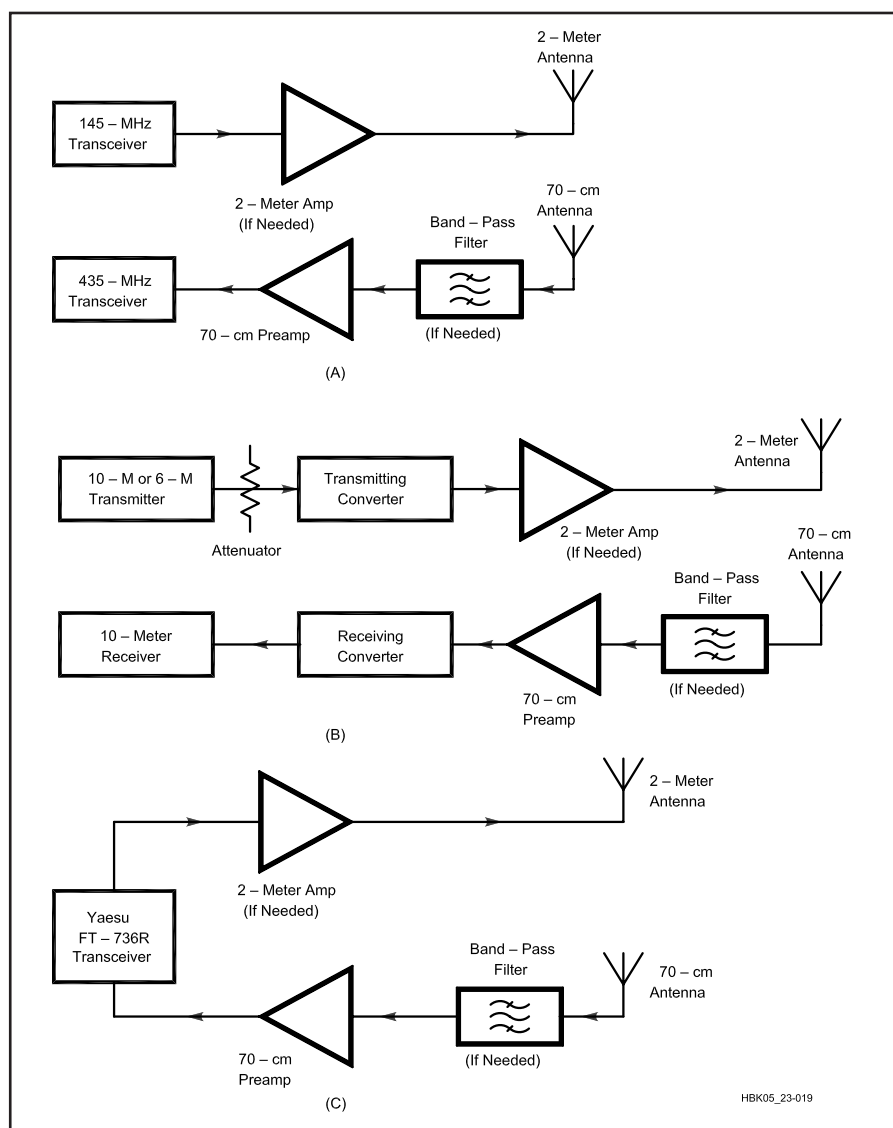 2 – Meter
Antenna
145 – MHz
Transceiver
2 – Meter Amp
(If Needed)
70 – cm
Antenna
Band – Pass
Filter
435 – MHz
Transceiver
70 – cm Preamp
(If Needed)
(A)
2 – Meter
Antenna
10 – M or 6 – M
Transmitter
Transmitting
Converter
Attenuator
2 – Meter Amp
(If Needed)
70 – cm
Antenna
Band – Pass
Filter
10 – Meter
Receiver
Receiving
Converter
70 – cm
Preamp
(If Needed)
(B)
2 – Meter
Antenna
2 – Meter Amp
(If Needed)
Yaesu
FT – 736R
Transceiver
Band – Pass
Filter
70 – cm
Antenna
70 – cm
Preamp
(If Needed)
(C)
HBK05_23-019